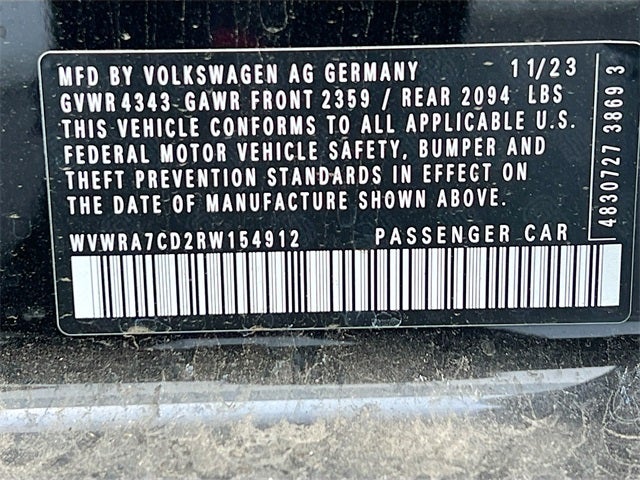 MFD BY VOLKSWAGEN AG GERMANY 11/23
GVWR 4343 GAWR FRONT 2359 / REAR 2094 LBS
THIS VEHICLE CONFORMS TO ALL APPLICABLE U.S.
FEDERAL MOTOR VEHICLE SAFETY, BUMPER AND
THEFT PREVENTION STANDARDS IN EFFECT ON
THE DATE OF MANUFACTURE SHOWN ABOVE.
WVWRA7CD2RW154912 PASSENGER CAR
4830727 3869 3